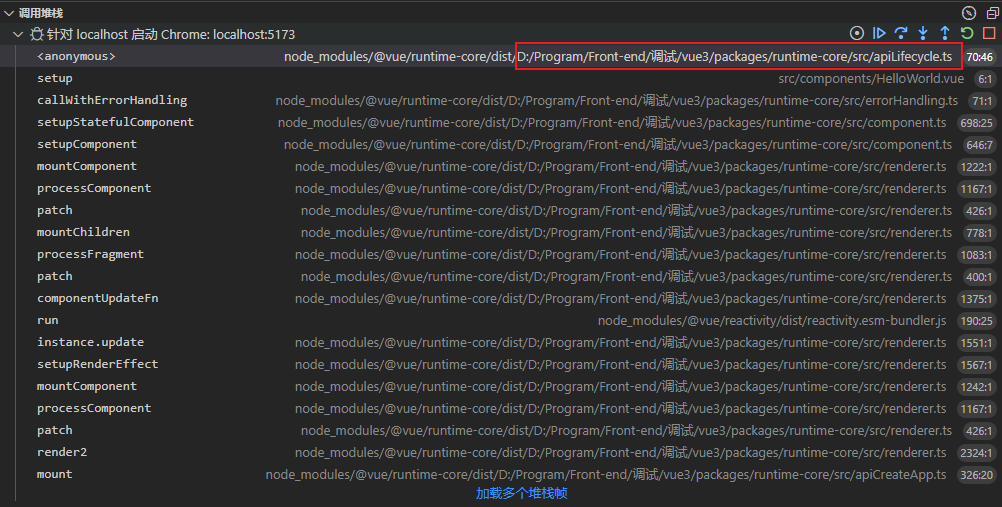 调用堆栈
针对 localhost 启动 Chrome: localhost:5173
<anonymous> node_modules/@vue/runtime-core/dist/D:/Program/Front-end/调试/vue3/packages/runtime-core/src/apiLifecycle.ts 70:46
setup src/components/HelloWorld.vue 6:1
callWithErrorHandling node_modules/@vue/runtime-core/dist/D:/Program/Front-end/调试/vue3/packages/runtime-core/src/errorHandling.ts 71:1
setupStatefulComponent node_modules/@vue/runtime-core/dist/D:/Program/Front-end/调试/vue3/packages/runtime-core/src/component.ts 698:25
setupComponent node_modules/@vue/runtime-core/dist/D:/Program/Front-end/调试/vue3/packages/runtime-core/src/component.ts 646:7
mountComponent node_modules/@vue/runtime-core/dist/D:/Program/Front-end/调试/vue3/packages/runtime-core/src/renderer.ts 1222:1
processComponent node_modules/@vue/runtime-core/dist/D:/Program/Front-end/调试/vue3/packages/runtime-core/src/renderer.ts 1167:1
patch node_modules/@vue/runtime-core/dist/D:/Program/Front-end/调试/vue3/packages/runtime-core/src/renderer.ts 426:1
mountChildren node_modules/@vue/runtime-core/dist/D:/Program/Front-end/调试/vue3/packages/runtime-core/src/renderer.ts 778:1
processFragment node_modules/@vue/runtime-core/dist/D:/Program/Front-end/调试/vue3/packages/runtime-core/src/renderer.ts 1083:1
patch node_modules/@vue/runtime-core/dist/D:/Program/Front-end/调试/vue3/packages/runtime-core/src/renderer.ts 400:1
componentUpdateFn node_modules/@vue/runtime-core/dist/D:/Program/Front-end/调试/vue3/packages/runtime-core/src/renderer.ts 1375:1
run node_modules/@vue/reactivity/dist/reactivity.esm-bundler.js 190:25
instance.update node_modules/@vue/runtime-core/dist/D:/Program/Front-end/调试/vue3/packages/runtime-core/src/renderer.ts 1551:1
setupRenderEffect node_modules/@vue/runtime-core/dist/D:/Program/Front-end/调试/vue3/packages/runtime-core/src/renderer.ts 1567:1
mountComponent node_modules/@vue/runtime-core/dist/D:/Program/Front-end/调试/vue3/packages/runtime-core/src/renderer.ts 1242:1
processComponent node_modules/@vue/runtime-core/dist/D:/Program/Front-end/调试/vue3/packages/runtime-core/src/renderer.ts 1167:1
patch node_modules/@vue/runtime-core/dist/D:/Program/Front-end/调试/vue3/packages/runtime-core/src/renderer.ts 426:1
render2 node_modules/@vue/runtime-core/dist/D:/Program/Front-end/调试/vue3/packages/runtime-core/src/renderer.ts 2324:1
mount node_modules/@vue/runtime-core/dist/D:/Program/Front-end/调试/vue3/packages/runtime-core/src/apiCreateApp.ts 326:20
加载多个堆栈帧